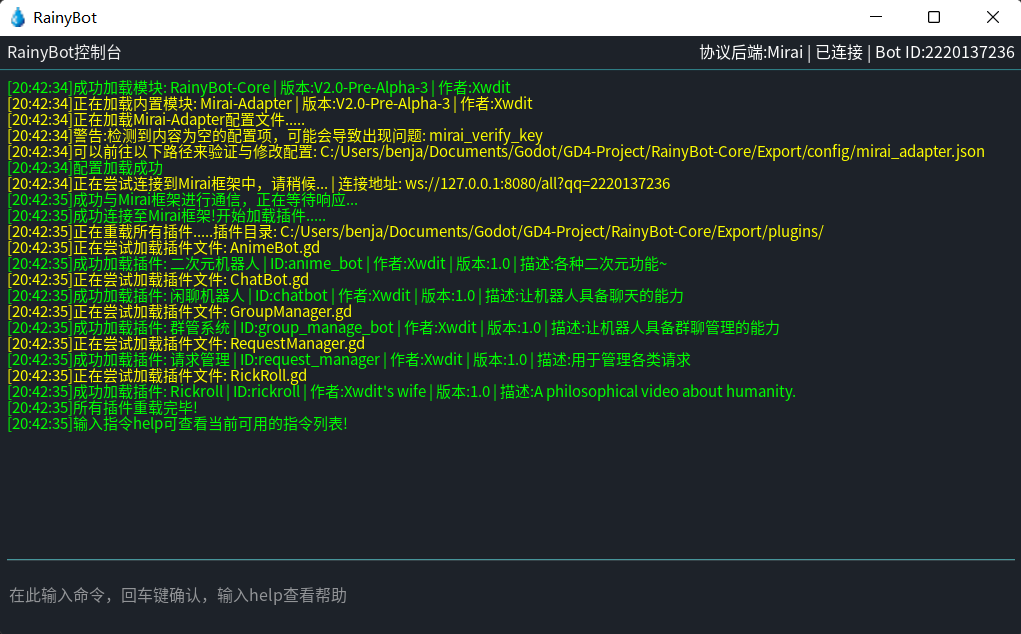 RainyBot
RainyBot控制台
协议后端:Mirai | 已连接 | Bot ID:2220137236
[20:42:34]成功加载模块: RainyBot-Core | 版本:V2.0-Pre-Alpha-3 | 作者:Xwdit
[20:42:34]正在加载内置模块: Mirai-Adapter | 版本:V2.0-Pre-Alpha-3 | 作者:Xwdit
[20:42:34]正在加载Mirai-Adapter配置文件.....
[20:42:34]警告:检测到内容为空的配置项，可能会导致出现问题: mirai_verify_key
[20:42:34]可以前往以下路径来验证与修改配置: C:/Users/benja/Documents/Godot/GD4-Project/RainyBot-Core/Export/config/mirai_adapter.json
[20:42:34]配置加载成功
[20:42:34]正在尝试连接到Mirai框架中，请稍候... | 连接地址: ws://127.0.0.1:8080/all?qq=2220137236
[20:42:35]成功与Mirai框架进行通信，正在等待响应...
[20:42:35]成功连接至Mirai框架!开始加载插件.....
[20:42:35]正在重载所有插件.....插件目录: C:/Users/benja/Documents/Godot/GD4-Project/RainyBot-Core/Export/plugins/
[20:42:35]正在尝试加载插件文件: AnimeBot.gd
[20:42:35]成功加载插件: 二次元机器人 | ID:anime_bot | 作者:Xwdit | 版本:1.0 | 描述:各种二次元功能~
[20:42:35]正在尝试加载插件文件: ChatBot.gd
[20:42:35]成功加载插件: 闲聊机器人 | ID:chatbot | 作者:Xwdit | 版本:1.0 | 描述:让机器人具备聊天的能力
[20:42:35]正在尝试加载插件文件: GroupManager.gd
[20:42:35]成功加载插件: 群管系统 | ID:group_manage_bot | 作者:Xwdit | 版本:1.0 | 描述:让机器人具备群聊管理的能力
[20:42:35]正在尝试加载插件文件: RequestManager.gd
[20:42:35]成功加载插件: 请求管理 | ID:request_manager | 作者:Xwdit | 版本:1.0 | 描述:用于管理各类请求
[20:42:35]正在尝试加载插件文件: RickRoll.gd
[20:42:35]成功加载插件: Rickroll | ID:rickroll | 作者:Xwdit's wife | 版本:1.0 | 描述:A philosophical video about humanity.
[20:42:35]所有插件重载完毕!
[20:42:35]输入指令help可查看当前可用的指令列表!
在此输入命令，回车键确认，输入help查看帮助